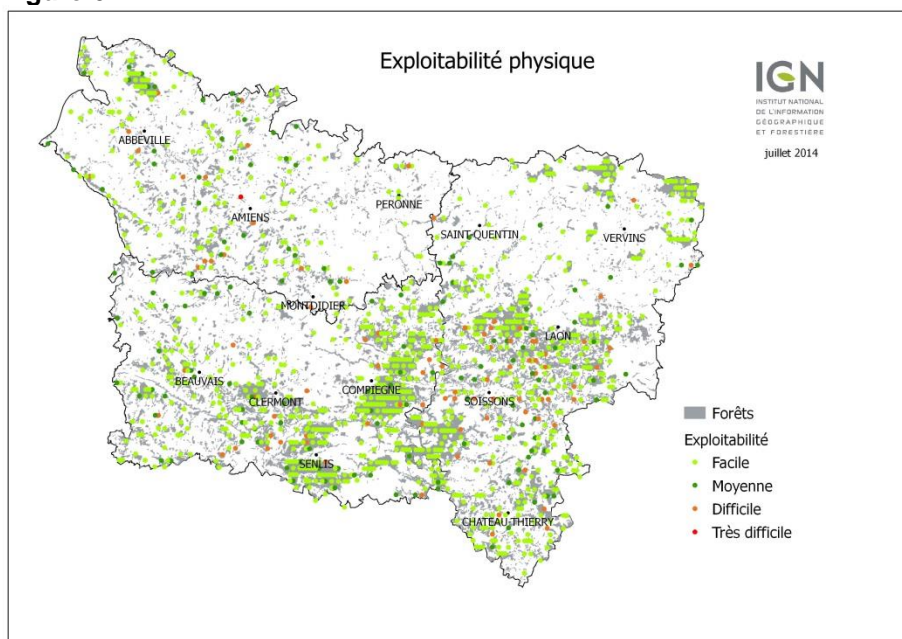 Exploitabilité physique
IGN
INSTITUT NATIONAL
DE L'INFORMATION
GÉOGRAPHIQUE
ET FORESTIÈRE
juillet 2014
ABBEVILLE
AMIENS
PERONNE
SAINT-QUENTIN
VERVINS
MONTDIDIER
LAON
BEAUVAIS
CLERMONT
COMPIEGNE
SOISSONS
SENLIS
CHATEAU-THIERRY
Forêts
Exploitabilité
Facile
Moyenne
Difficile
Très difficile